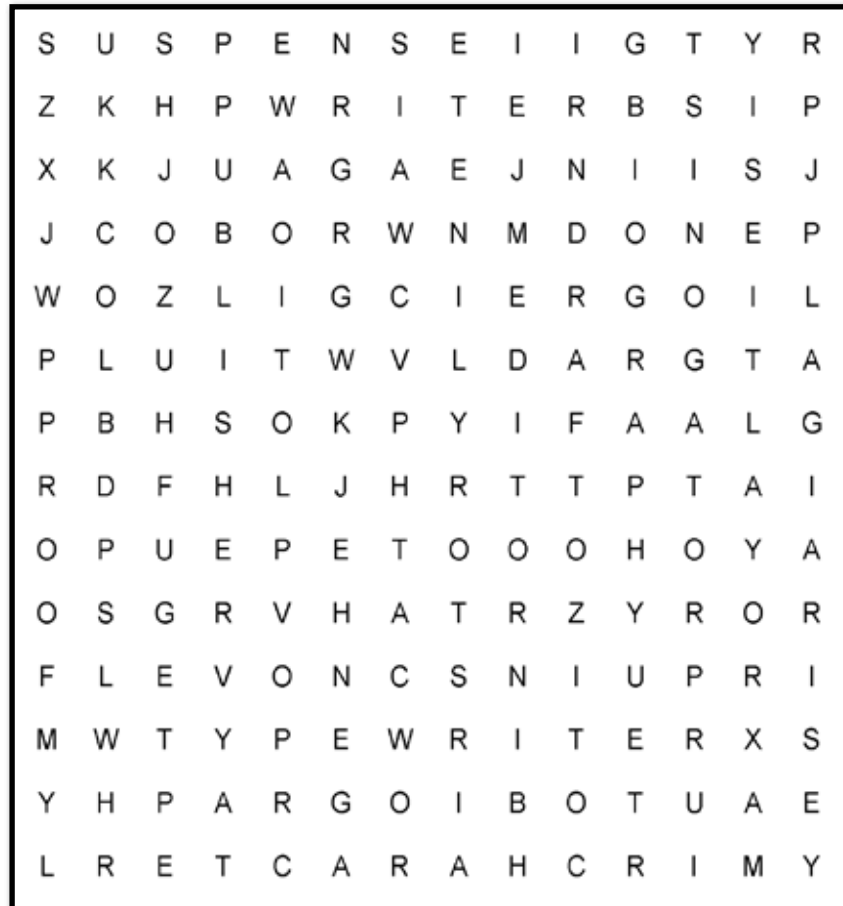 S U S P E N S E I I G T Y R
Z K H P W R I T E R B S I P
X K J U A G A E J N I I S J
J C O B O R W N M D O N E P
W O Z L I G C I E R G O I L
P L U I T W V L D A R G T A
P B H S O K P Y I F A A L G
R D F H L J H R T T P T A I
O P U E P E T O O O H O Y A
O S G R V H A T R Z Y R O R
F L E V O N C S N I U P R I
M W T Y P E W R I T E R X S
Y H P A R G O I B O T U A E
L R E T C A R A H C R I M Y